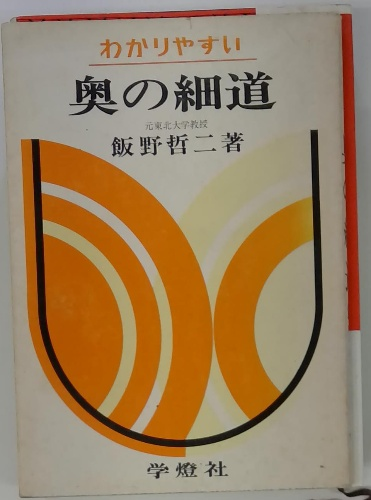 わかりやすい
奥の細道
元東北大学教授
飯野哲二著
学燈社